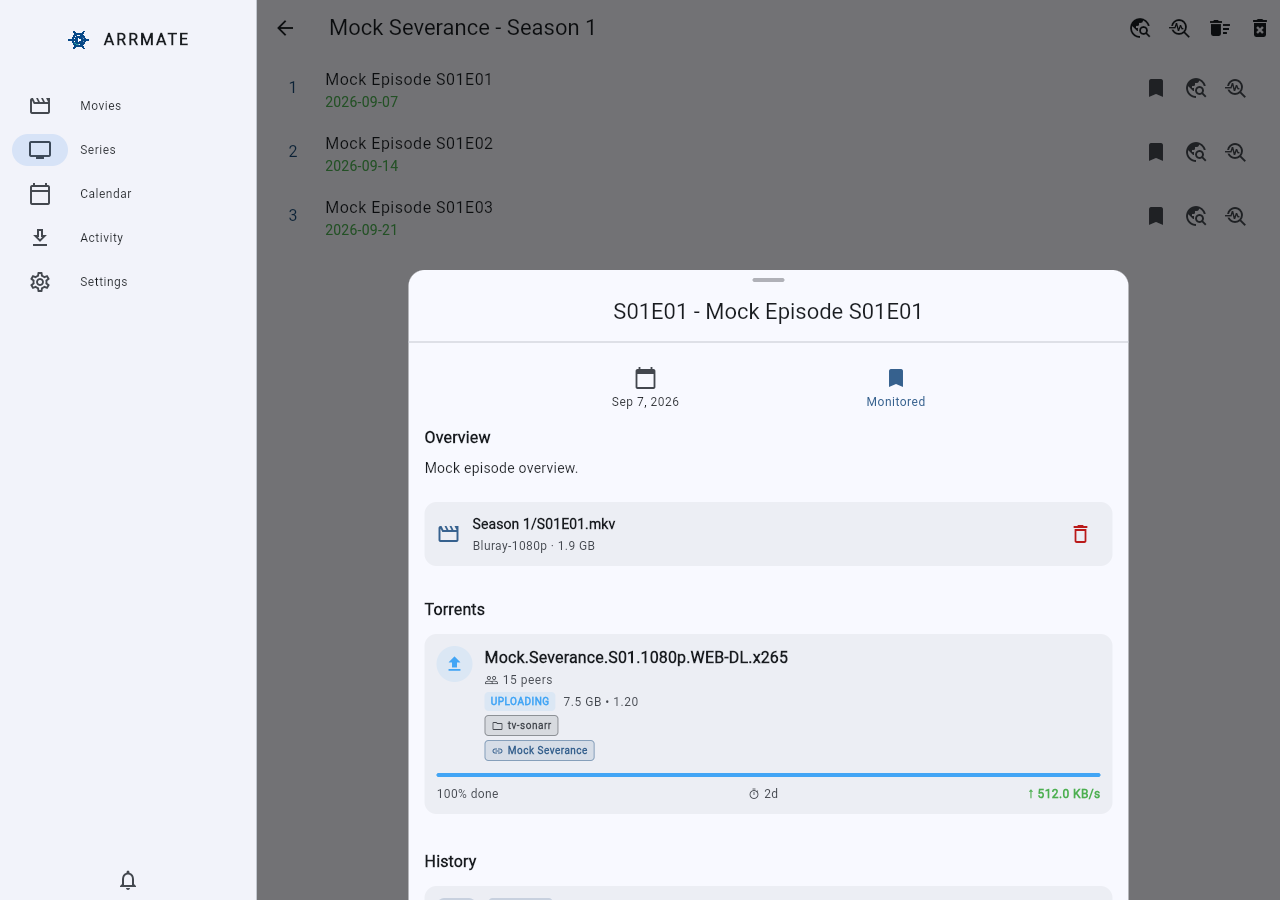 ARRMATE
Movies
Series
Calendar
Activity
Settings
Mock Severance - Season 1
1
Mock Episode S01E01
2026-09-07
2
Mock Episode S01E02
2026-09-14
3
Mock Episode S01E03
2026-09-21
S01E01 - Mock Episode S01E01
Sep 7, 2026
Monitored
Overview
Mock episode overview.
Season 1/S01E01.mkv
Bluray-1080p · 1.9 GB
Torrents
Mock.Severance.S01.1080p.WEB-DL.x265
15 peers
UPLOADING 7.5 GB • 1.20
tv-sonarr
Mock Severance
100% done 2d ↑ 512.0 KB/s
History